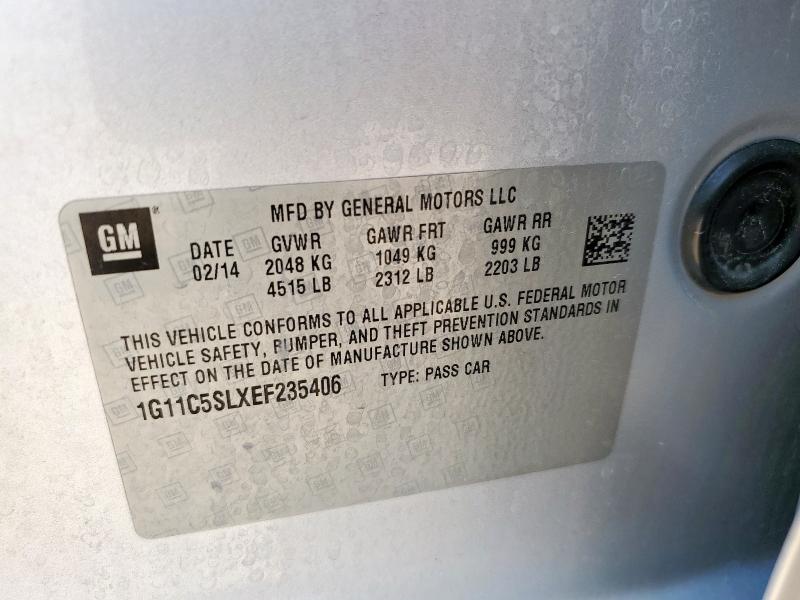 GM
MFD BY GENERAL MOTORS LLC
DATE GVWR GAWR FRT GAWR RR
02/14 2048 KG 1049 KG 999 KG
4515 LB 2312 LB 2203 LB
THIS VEHICLE CONFORMS TO ALL APPLICABLE U.S. FEDERAL MOTOR
VEHICLE SAFETY, BUMPER, AND THEFT PREVENTION STANDARDS IN
EFFECT ON THE DATE OF MANUFACTURE SHOWN ABOVE.
1G11C5SLXEF235406 TYPE: PASS CAR